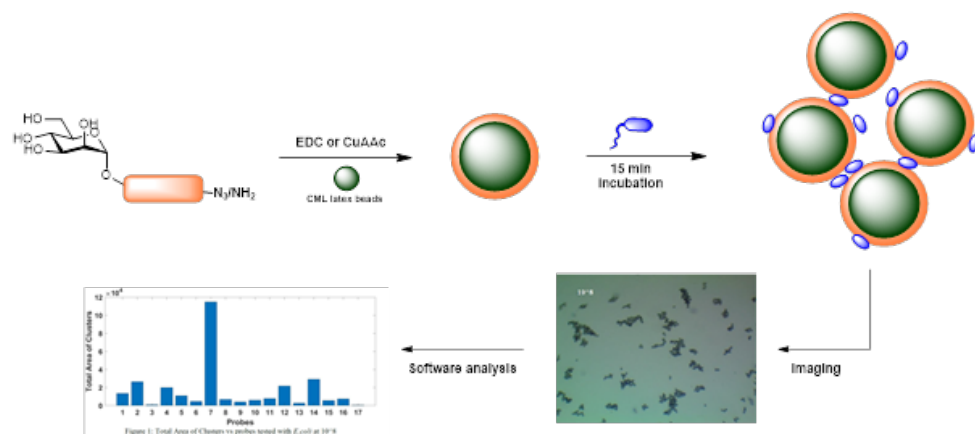 HO
HO
HO
HO
OH
O
O
N₃/NH₂
EDC or CuAAc
CML latex beads
15 min
incubation
Imaging
10^8
Software analysis
×10⁴
Total Area of Clusters
12
10
8
6
4
2
0
1 2 3 4 5 6 7 8 9 10 11 12 13 14 15 16 17
Probes
Figure 1: Total Area of Clusters vs probes tested with E.coli at 10^8